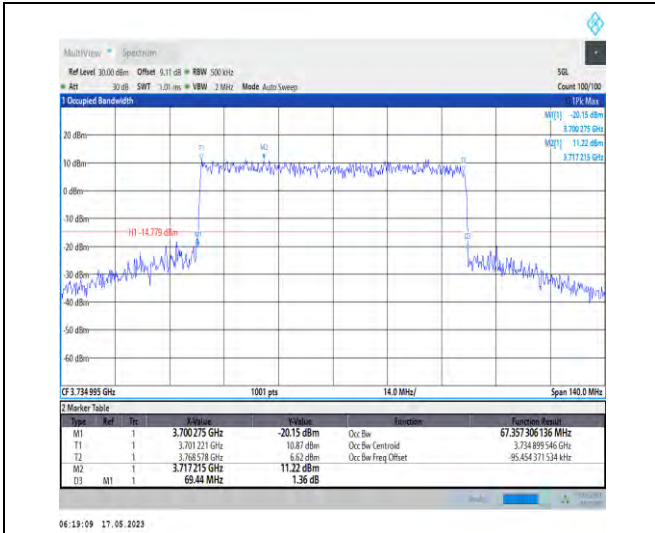 MultiView Spectrum
Ref Level 30.00 dBm Offset 9.11 dB RBW 500 kHz SGL
Att 30 dB SWT 1.01 ms VBW 2 MHz Mode Auto Sweep Count 100/100
1 Occupied Bandwidth 1Pk Max
M1[1] -20.15 dBm
3.700 275 GHz
20 dBm M2[1] 11.22 dBm
3.717 215 GHz
T1 M2 T2
10 dBm
0 dBm
-10 dBm
H1 -14.779 dBm
M1 D3
-20 dBm
-30 dBm
-40 dBm
-50 dBm
-60 dBm
CF 3.734 995 GHz 1001 pts 14.0 MHz/ Span 140.0 MHz
2 Marker Table
Type Ref Trc X-Value Y-Value Function Function Result
M1 1 3.700 275 GHz -20.15 dBm Occ Bw 67.357 306 136 MHz
T1 1 3.701 221 GHz 10.87 dBm Occ Bw Centroid 3.734 899 546 GHz
T2 1 3.768 578 GHz 6.62 dBm Occ Bw Freq Offset -95.454 371 534 kHz
M2 1 3.717 215 GHz 11.22 dBm
D3 M1 1 69.44 MHz 1.36 dB
06:19:09 17.05.2023